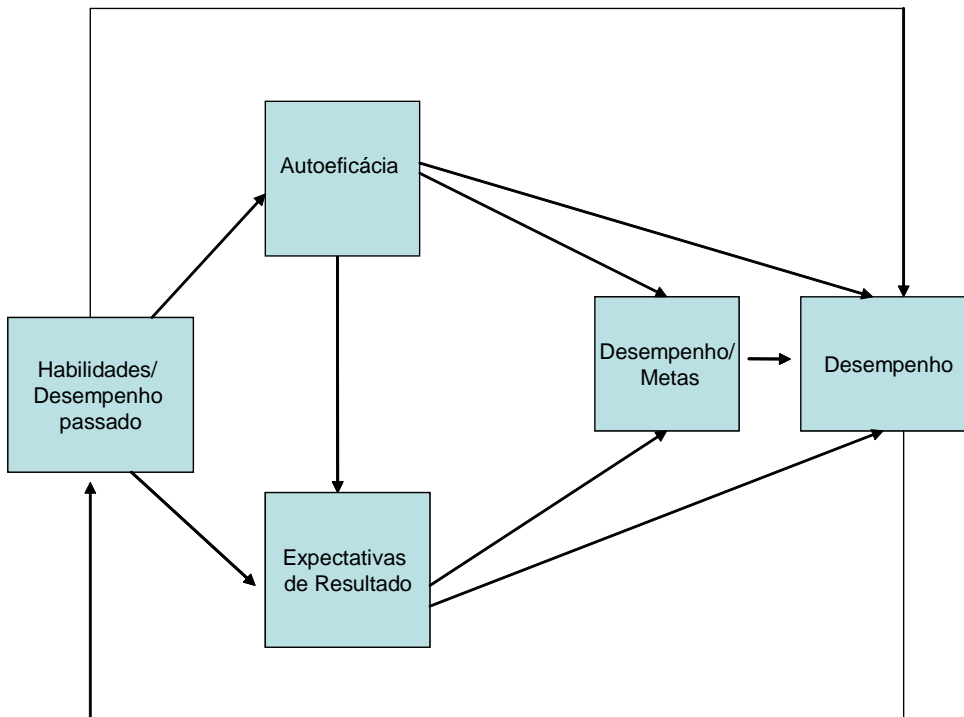 Autoeficácia
Habilidades/
Desempenho
passado
Desempenho/
Metas
Desempenho
Expectativas
de Resultado